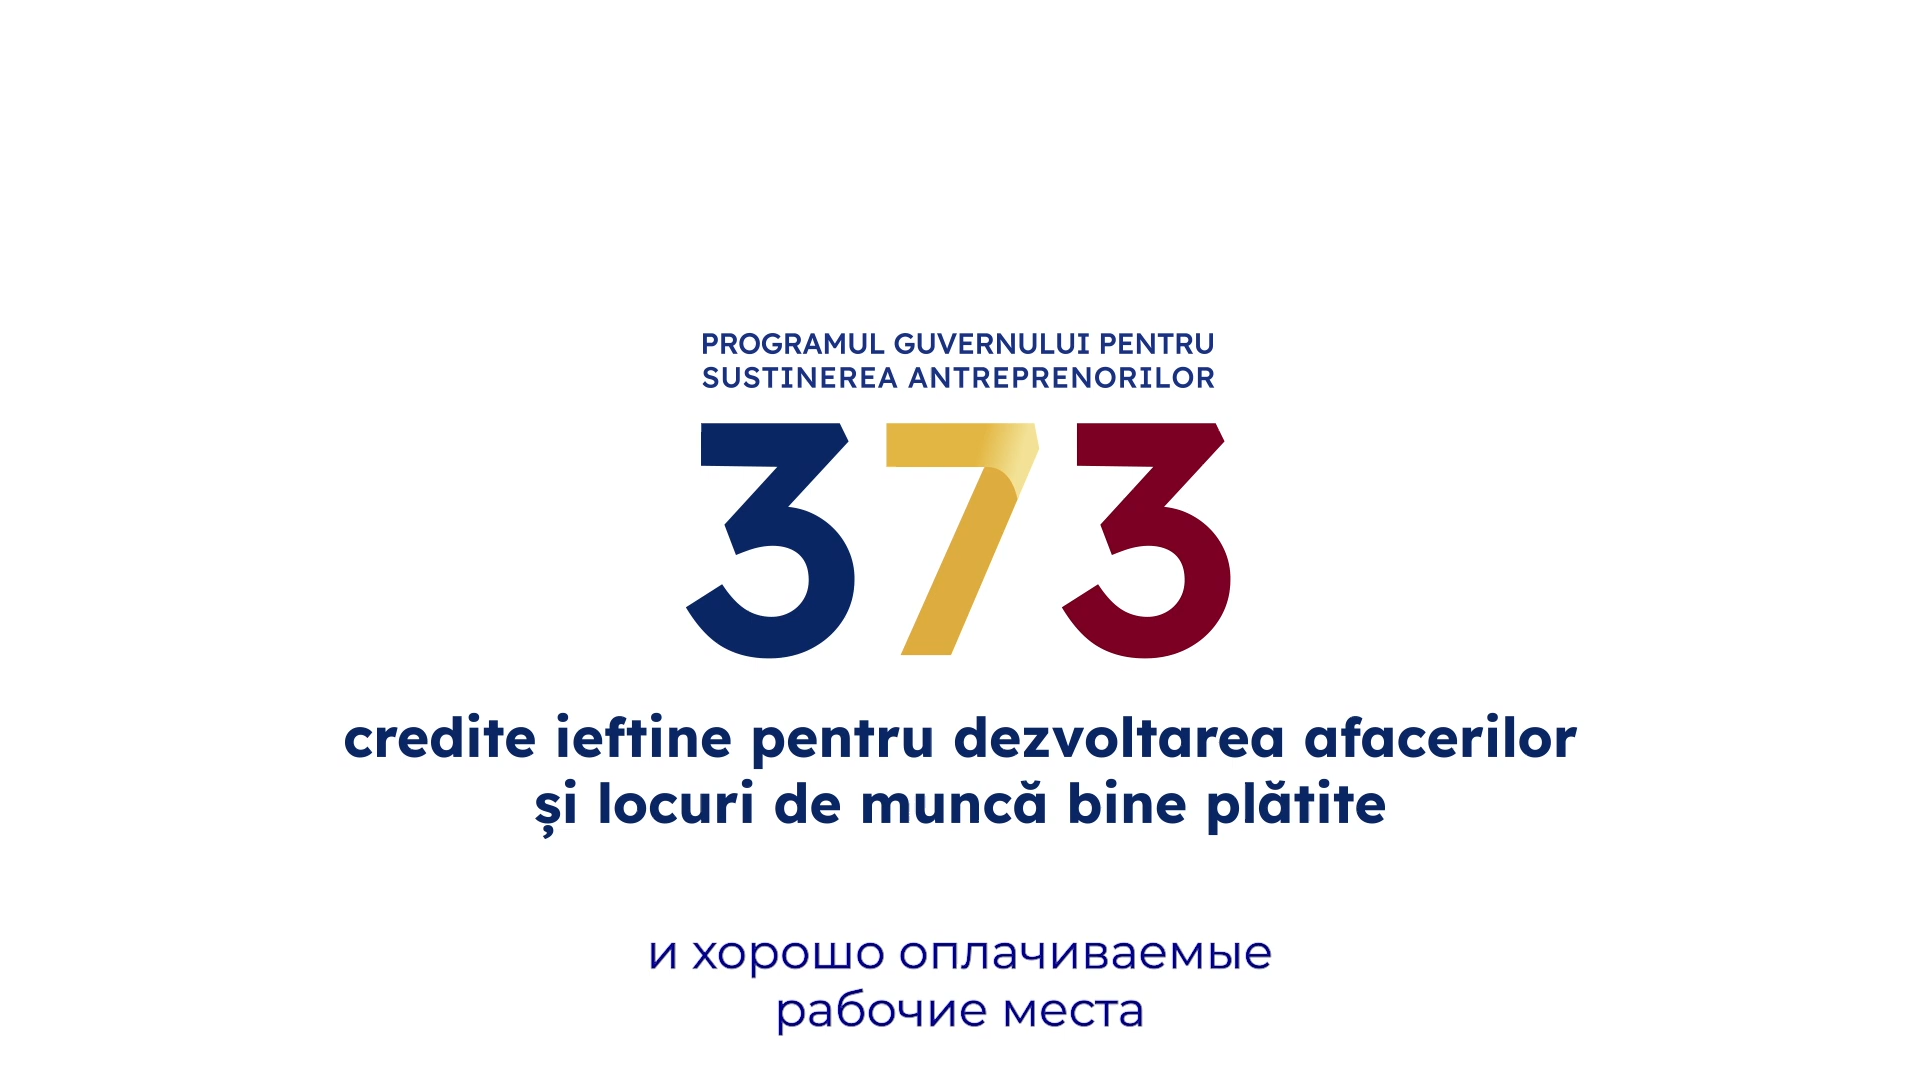 PROGRAMUL GUVERNULUI PENTRU
SUSTINEREA ANTREPRENORILOR
373
credite ieftine pentru dezvoltarea afacerilor
și locuri de muncă bine plătite
и хорошо оплачиваемые
рабочие места